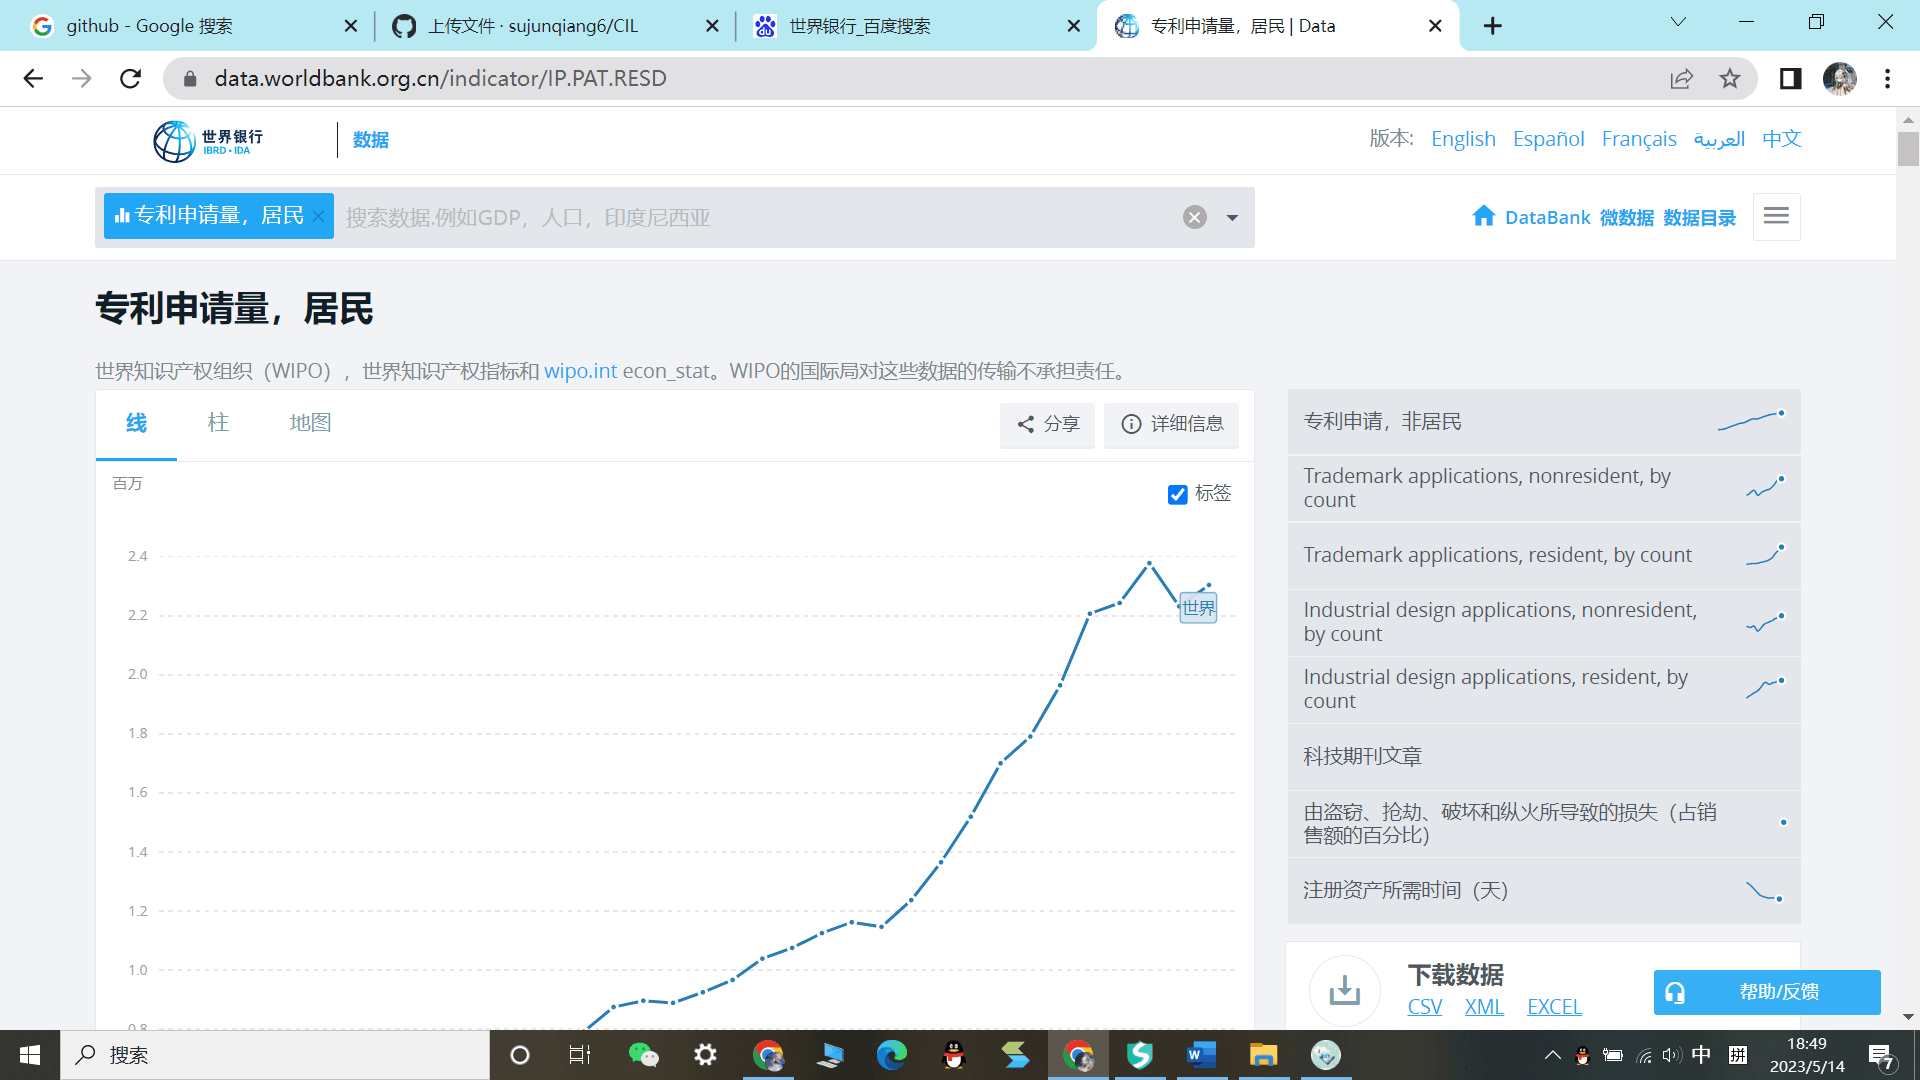 github - Google 搜索
上传文件 · sujunqiang6/CIL
世界银行_百度搜索
专利申请量，居民 | Data
data.worldbank.org.cn/indicator/IP.PAT.RESD
世界银行
IBRD • IDA
数据
版本:
English
Español
Français
العربية
中文
专利申请量，居民
搜索数据.例如GDP，人口，印度尼西亚
DataBank
微数据
数据目录
专利申请量，居民
世界知识产权组织（WIPO），世界知识产权指标和 wipo.int econ_stat。WIPO的国际局对这些数据的传输不承担责任。
线
柱
地图
分享
详细信息
百万
标签
2.4
2.2
2.0
1.8
1.6
1.4
1.2
1.0
0.8
世界
专利申请，非居民
Trademark applications, nonresident, by
count
Trademark applications, resident, by count
Industrial design applications, nonresident,
by count
Industrial design applications, resident, by
count
科技期刊文章
由盗窃、抢劫、破坏和纵火所导致的损失（占销
售额的百分比）
注册资产所需时间（天）
下载数据
CSV
XML
EXCEL
帮助/反馈
搜索
中
拼
18:49
2023/5/14
7